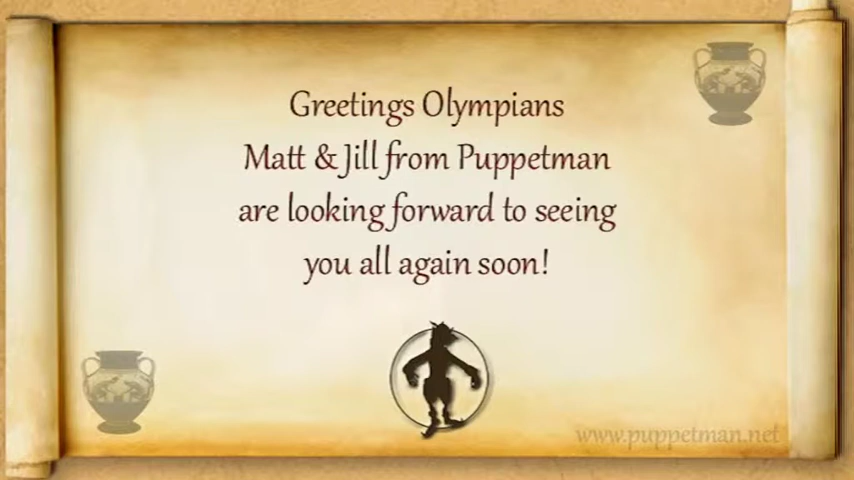 Greetings Olympians
Matt & Jill from Puppetman
are looking forward to seeing
you all again soon!
www.puppetman.net